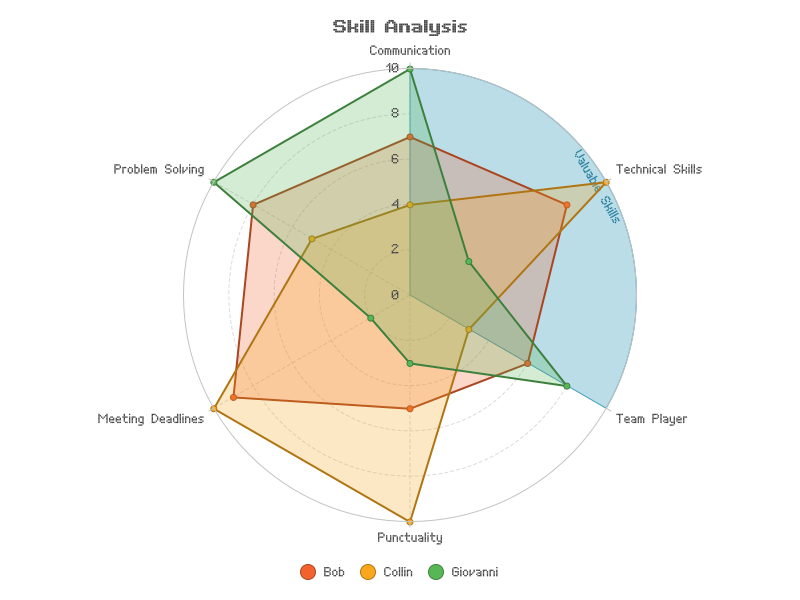 Skill Analysis
Communication
10
8
6
4
2
0
Problem Solving
Technical Skills
Valuable Skills
Meeting Deadlines
Team Player
Punctuality
Bob
Collin
Giovanni